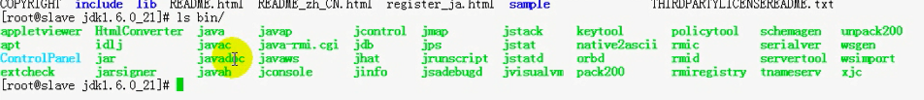 COPYRIGHT include lib README.html README_zh_CN.html register_ja.html sample THIRDPARTYLICENSEREADME.txt
[root@slave jdk1.6.0_21]# ls bin/
appletviewer HtmlConverter java javap jcontrol jmap jstack keytool policytool schemagen unpack200
apt idlj javac java-rmi.cgi jdb jps jstat native2ascii rmic serialver wsgen
ControlPanel jar javadoc javaws jhat jrunscript jstatd orbd rmid servertool wsimport
extcheck jarsigner javah jconsole jinfo jsadebugd jvisualvm pack200 rmiregistry tnameserv xjc
[root@slave jdk1.6.0_21]#